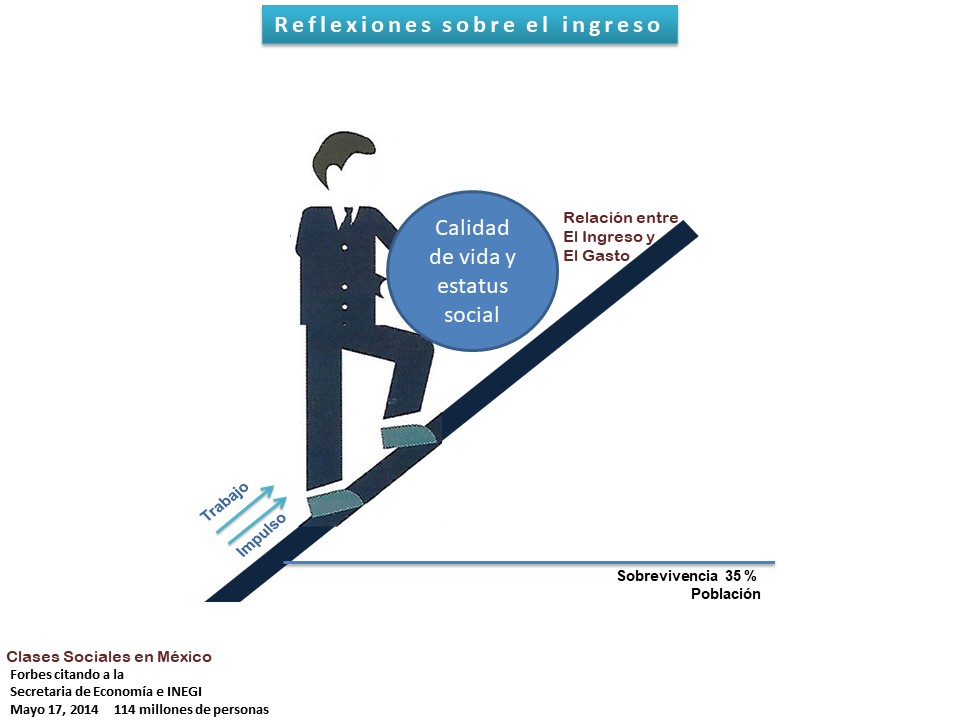 Reflexiones sobre el ingreso
Calidad
de vida y
estatus
social
Relación entre
El Ingreso y
El Gasto
Trabajo
Impulso
Sobrevivencia 35 %
Población
Clases Sociales en México
Forbes citando a la
Secretaria de Economía e INEGI
Mayo 17, 2014 114 millones de personas